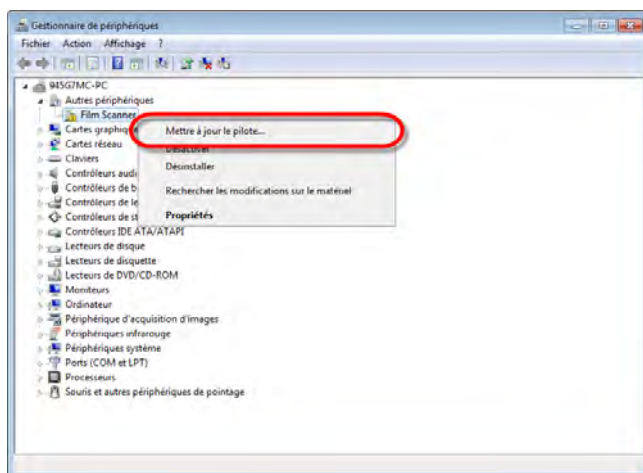 Gestionnaire de périphériques
Fichier Action Affichage ?
945G7MC-PC
Autres périphériques
Film Scanner
Mettre à jour le pilote...
Désactiver
Désinstaller
Rechercher les modifications sur le matériel
Propriétés
Cartes graphique
Cartes réseau
Claviers
Contrôleurs audi
Contrôleurs de b
Contrôleurs de le
Contrôleurs de st
Contrôleurs IDE ATA/ATAPI
Lecteurs de disque
Lecteurs de disquette
Lecteurs de DVD/CD-ROM
Moniteurs
Ordinateur
Périphérique d'acquisition d'images
Périphériques infrarouge
Périphériques système
Ports (COM et LPT)
Processeurs
Souris et autres périphériques de pointage